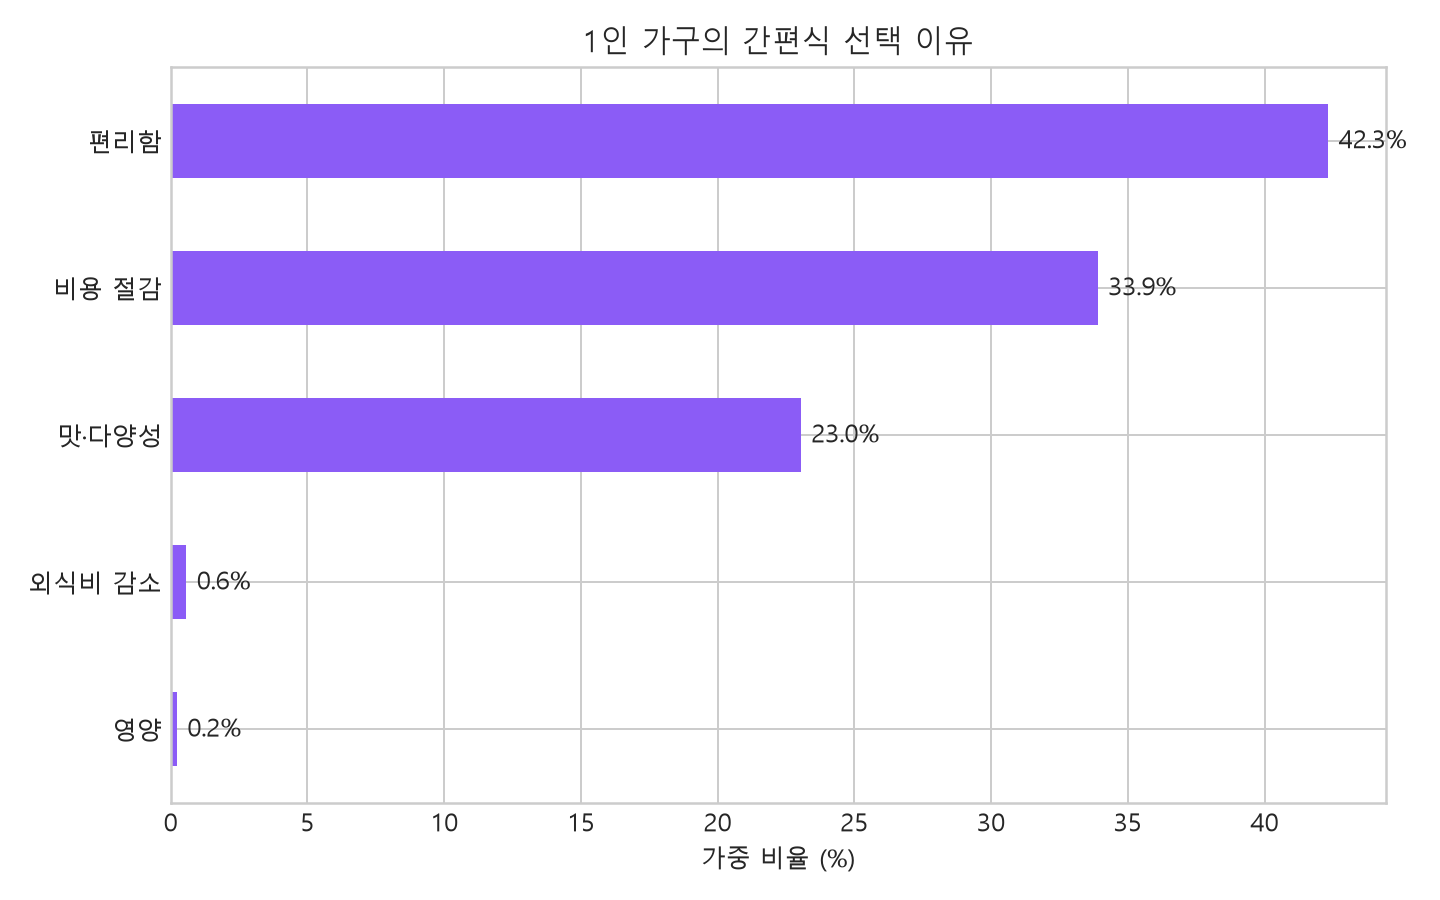 1인 가구의 간편식 선택 이유
편리함
42.3%
비용 절감
33.9%
맛·다양성
23.0%
외식비 감소
0.6%
영양
0.2%
0 5 10 15 20 25 30 35 40
가중 비율 (%)